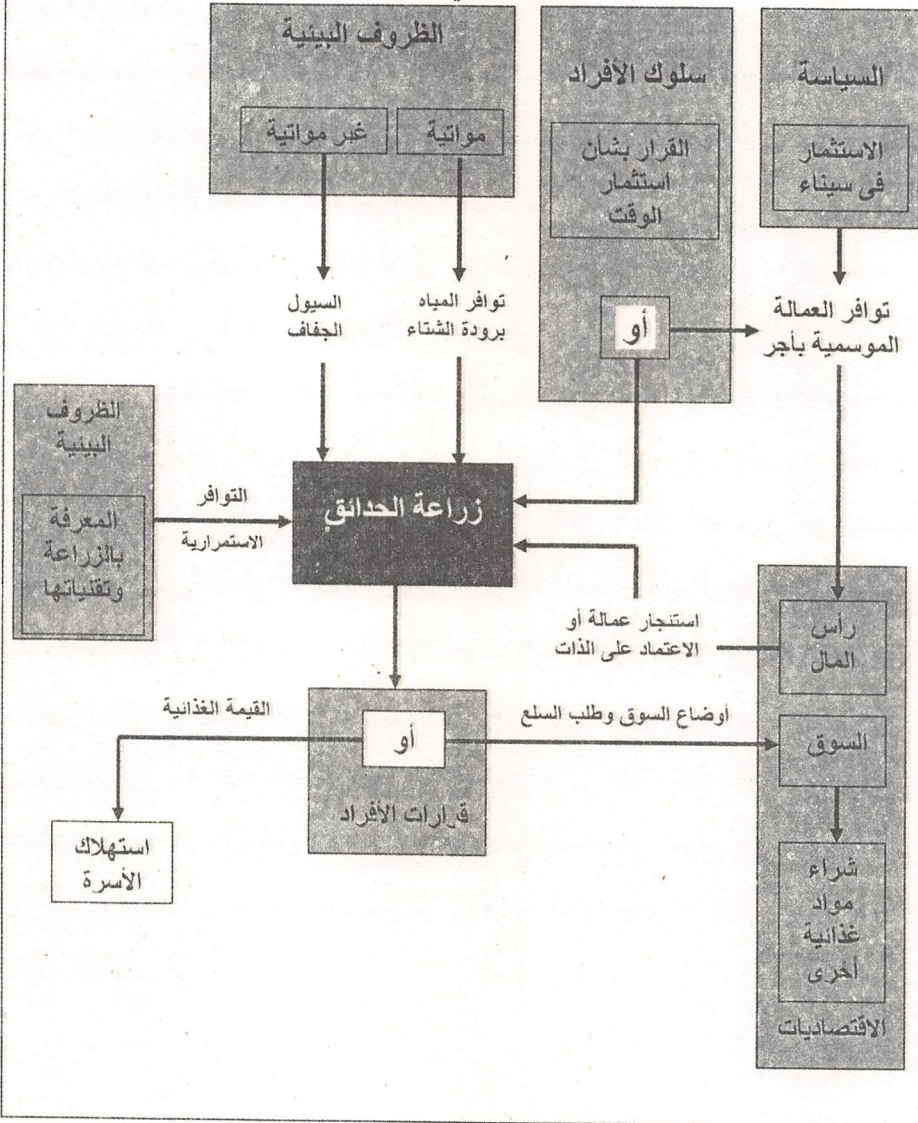 الظروف البيئية
مواتية
غبر مواتية
سلوك الأفراد
القرار بشأن
استثمار
الوقت
أو
السياسة
الاستثمار
فى سيناء
توافر المياه
برودة الشتاء
السيول
الجفاف
توافر العمالة
الموسمية بأجر
الظروف
البيئية
المعرفة
بالزراعة
وتقنياتها
التوافر
الاستمرارية
زراعة الحدائق
استنجار عمالة أو
الاعتماد على الذات
رأس
المال
السوق
شراء
مواد
غذائية
أخرى
الاقتصاديات
أوضاع السوق وطلب السلع
أو
قرارات الأفراد
القيمة الغذائية
استهلاك
الأسرة